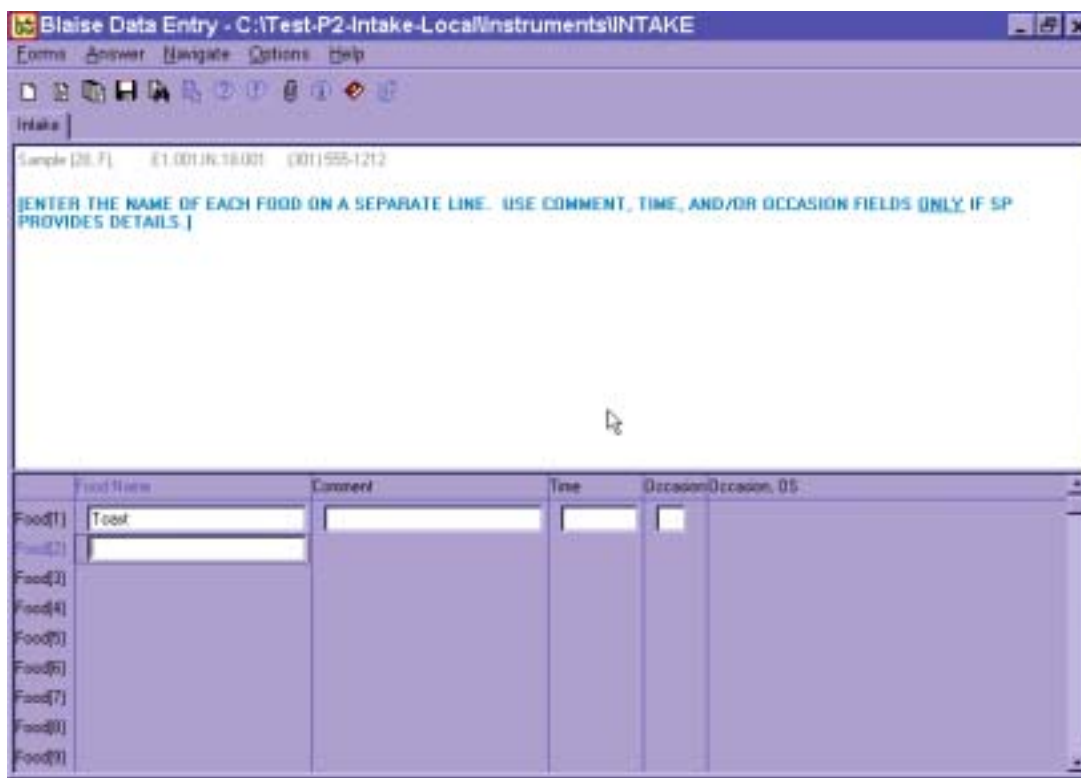 Blaise Data Entry - C:\Test-P2-Intake-Local\Instruments\INTAKE
Forms Answer Navigate Options Help
Intake
Sample (28, F), E1.001.IN.18.001 (301) 555-1212
[ENTER THE NAME OF EACH FOOD ON A SEPARATE LINE. USE COMMENT, TIME, AND/OR OCCASION FIELDS ONLY IF SP
PROVIDES DETAILS.]
Food Name Comment Time Occasion Occasion, OS
Food[1] Toast
Food[2]
Food[3]
Food[4]
Food[5]
Food[6]
Food[7]
Food[8]
Food[9]